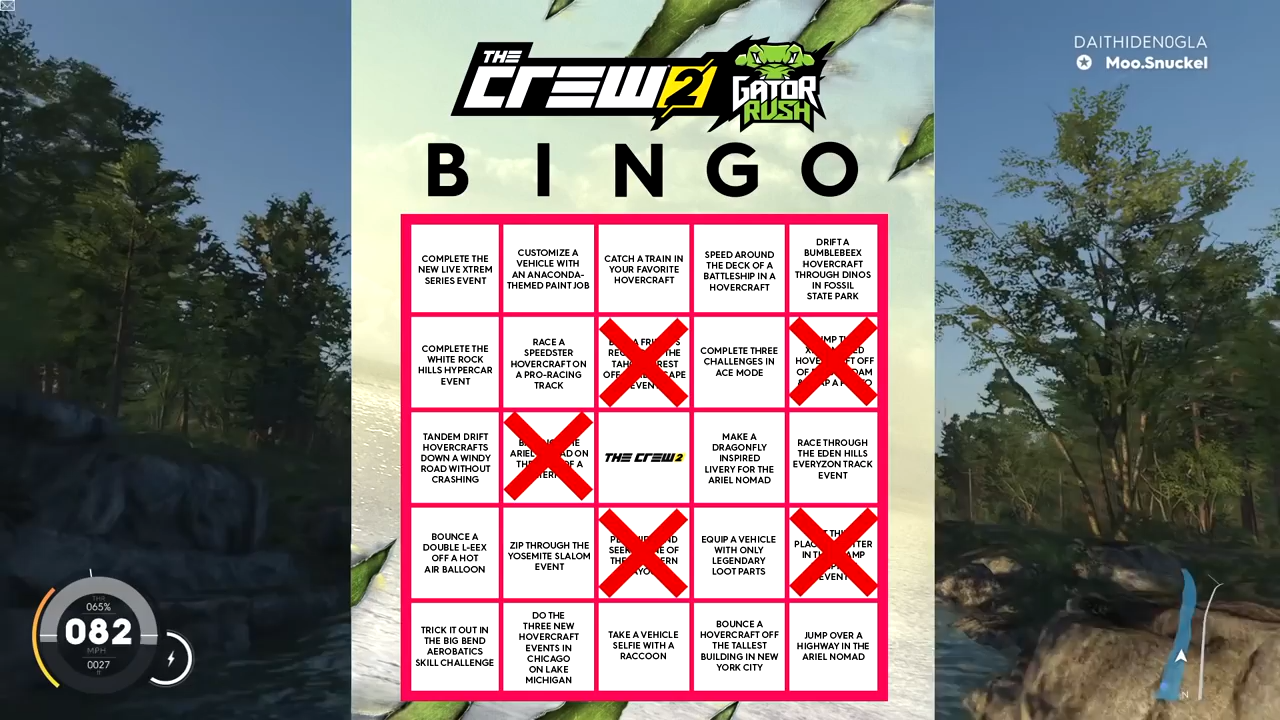 DAITHIDEN0GLA
Moo.Snuckel
THE CREW 2
GATOR
RUSH
B I N G O
COMPLETE THE
NEW LIVE XTREM
SERIES EVENT
CUSTOMIZE A
VEHICLE WITH
AN ANACONDA-
THEMED PAINT JOB
CATCH A TRAIN IN
YOUR FAVORITE
HOVERCRAFT
SPEED AROUND
THE DECK OF A
BATTLESHIP IN A
HOVERCRAFT
DRIFT A
BUMBLEBEEX
HOVERCRAFT
THROUGH DINOS
IN FOSSIL
STATE PARK
COMPLETE THE
WHITE ROCK
HILLS HYPERCAR
EVENT
RACE A
SPEEDSTER
HOVERCRAFT ON
A PRO-RACING
TRACK
THE
EVENT
COMPLETE THREE
CHALLENGES IN
ACE MODE
OFF
TANDEM DRIFT
HOVERCRAFTS
DOWN A WINDY
ROAD WITHOUT
CRASHING
ARIEL ON
THE CREW 2
MAKE A
DRAGONFLY
INSPIRED
LIVERY FOR THE
ARIEL NOMAD
RACE THROUGH
THE EDEN HILLS
EVERYZON TRACK
EVENT
BOUNCE A
DOUBLE L-EEX
OFF A HOT
AIR BALLOON
ZIP THROUGH THE
YOSEMITE SLALOM
EVENT
OF
EQUIP A VEHICLE
WITH ONLY
LEGENDARY
LOOT PARTS
EVENT
TRICK IT OUT IN
THE BIG BEND
AEROBATICS
SKILL CHALLENGE
DO THE
THREE NEW
HOVERCRAFT
EVENTS IN
CHICAGO
ON LAKE
MICHIGAN
TAKE A VEHICLE
SELFIE WITH A
RACCOON
BOUNCE A
HOVERCRAFT OFF
THE TALLEST
BUILDING IN NEW
YORK CITY
JUMP OVER A
HIGHWAY IN THE
ARIEL NOMAD
THR
065%
082
MPH
0027
N